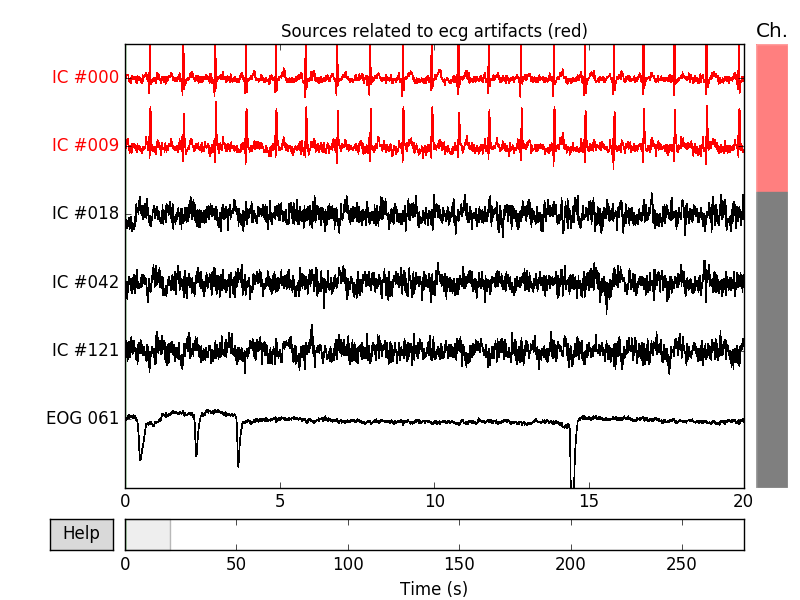 Sources related to ecg artifacts (red)
Ch.
IC #000
IC #009
IC #018
IC #042
IC #121
EOG 061
0 5 10 15 20
Help
0 50 100 150 200 250
Time (s)